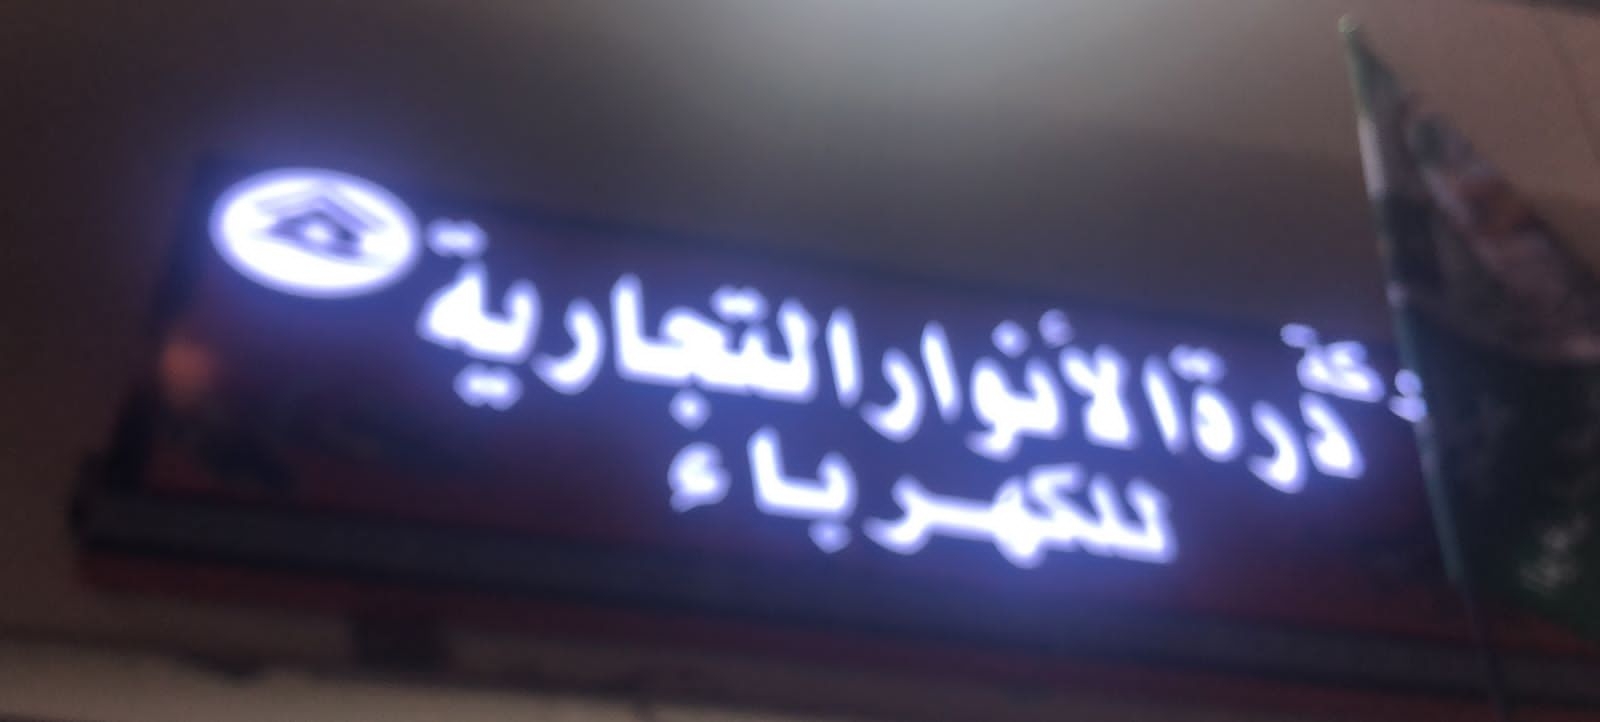 درة الأنوار التجارية
للكهرباء